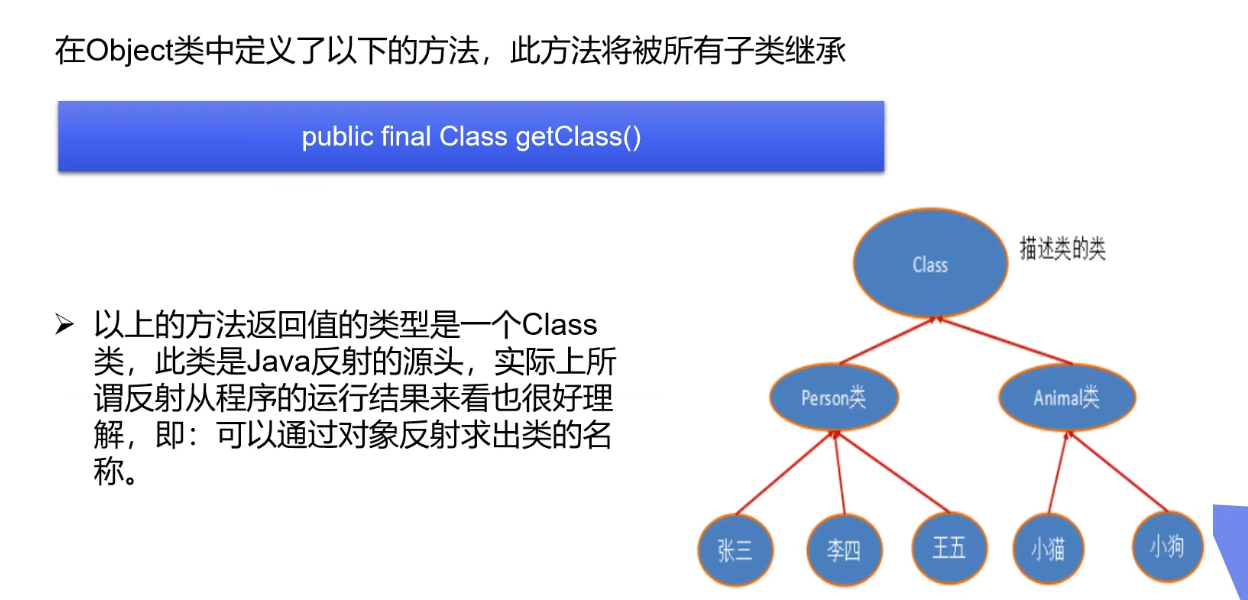 在Object类中定义了以下的方法，此方法将被所有子类继承
public final Class getClass()
Class
描述类的类
➢ 以上的方法返回值的类型是一个Class
类，此类是Java反射的源头，实际上所
谓反射从程序的运行结果来看也很好理
解，即：可以通过对象反射求出类的名
称。
Person类
Animal类
张三
李四
王五
小猫
小狗